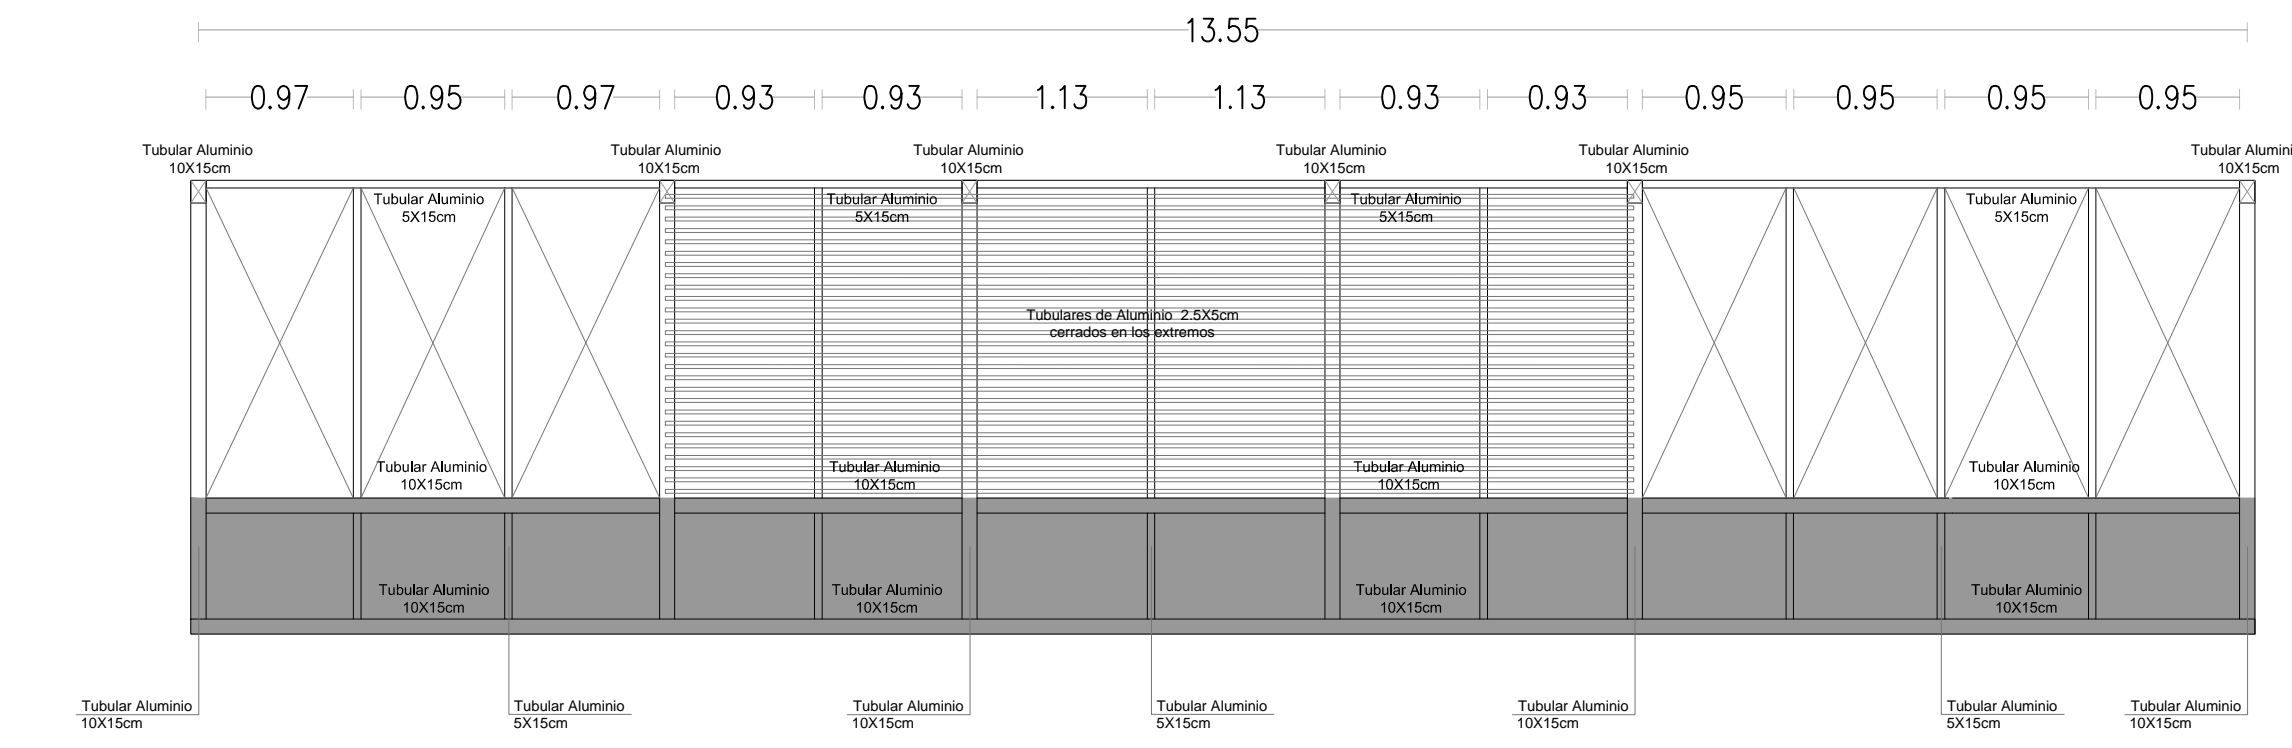 13.55
0.97 0.95 0.97 0.93 0.93 1.13 1.13 0.93 0.93 0.95 0.95 0.95 0.95
Tubular Aluminio
10X15cm
Tubular Aluminio
10X15cm
Tubular Aluminio
10X15cm
Tubular Aluminio
10X15cm
Tubular Aluminio
10X15cm
Tubular Alumini
10X15cm
Tubular Aluminio
5X15cm
Tubular Aluminio
5X15cm
Tubular Aluminio
5X15cm
Tubular Aluminio
5X15cm
Tubulares de Aluminio 2.5X5cm
cerrados en los extremos
Tubular Aluminio
10X15cm
Tubular Aluminio
10X15cm
Tubular Aluminio
10X15cm
Tubular Aluminio
10X15cm
Tubular Aluminio
10X15cm
Tubular Aluminio
10X15cm
Tubular Aluminio
10X15cm
Tubular Aluminio
10X15cm
Tubular Aluminio
10X15cm
Tubular Aluminio
5X15cm
Tubular Aluminio
10X15cm
Tubular Aluminio
5X15cm
Tubular Aluminio
10X15cm
Tubular Aluminio
5X15cm
Tubular Aluminio
10X15cm